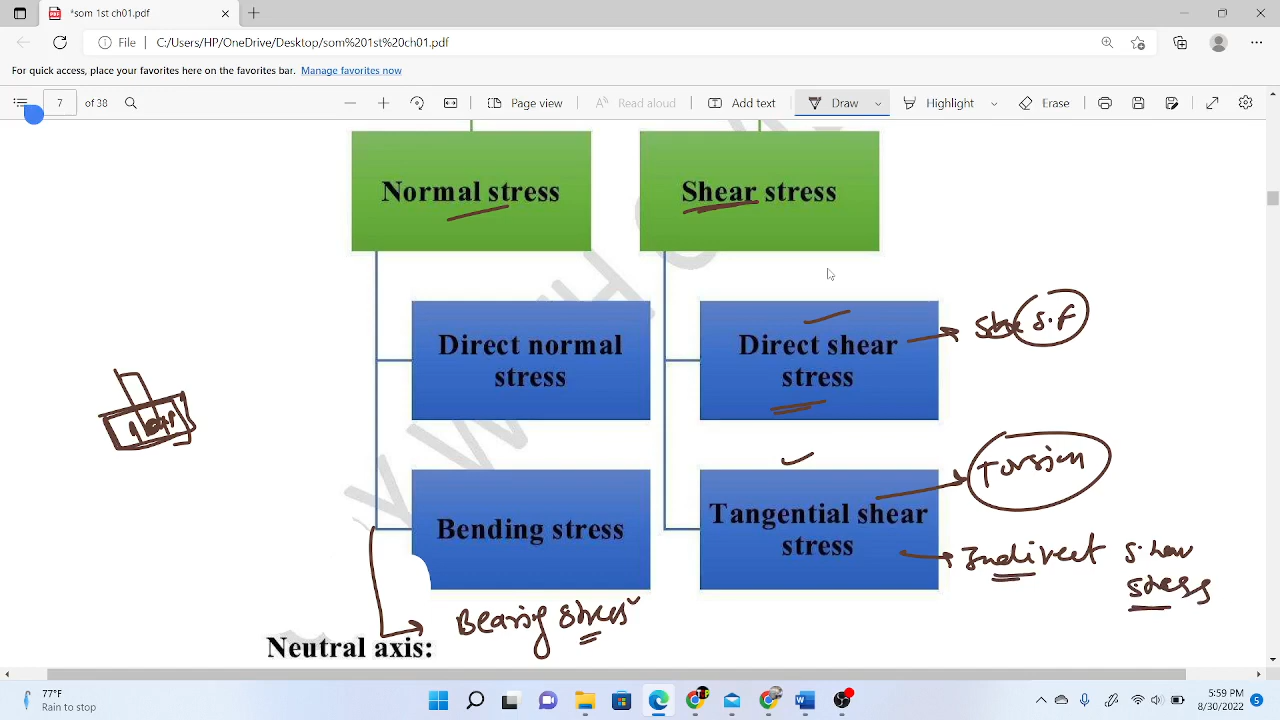 *som 1st ch01.pdf
File
C:/Users/HP/OneDrive/Desktop/som%201st%20ch01.pdf
For quick access, place your favorites here on the favorites bar. Manage favorites now
7 of 38
Page view
Read aloud
Add text
Draw
Highlight
Erase
Normal stress
Shear stress
Direct normal
stress
Direct shear
stress
S.F
Bending stress
Tangential shear
stress
Torsion
Indirect shear
stress
Bearing stress
Neutral axis:
77°F
Rain to stop
5:59 PM
8/30/2022
5